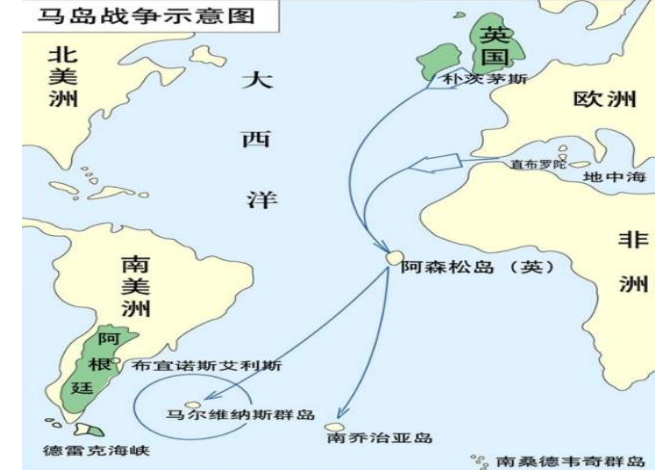 马岛战争示意图
北美洲
大西洋
英国
朴茨茅斯
欧洲
直布罗陀
地中海
非洲
阿森松岛（英）
南美洲
阿根廷
布宜诺斯艾利斯
马尔维纳斯群岛
南乔治亚岛
德雷克海峡
南桑德韦奇群岛